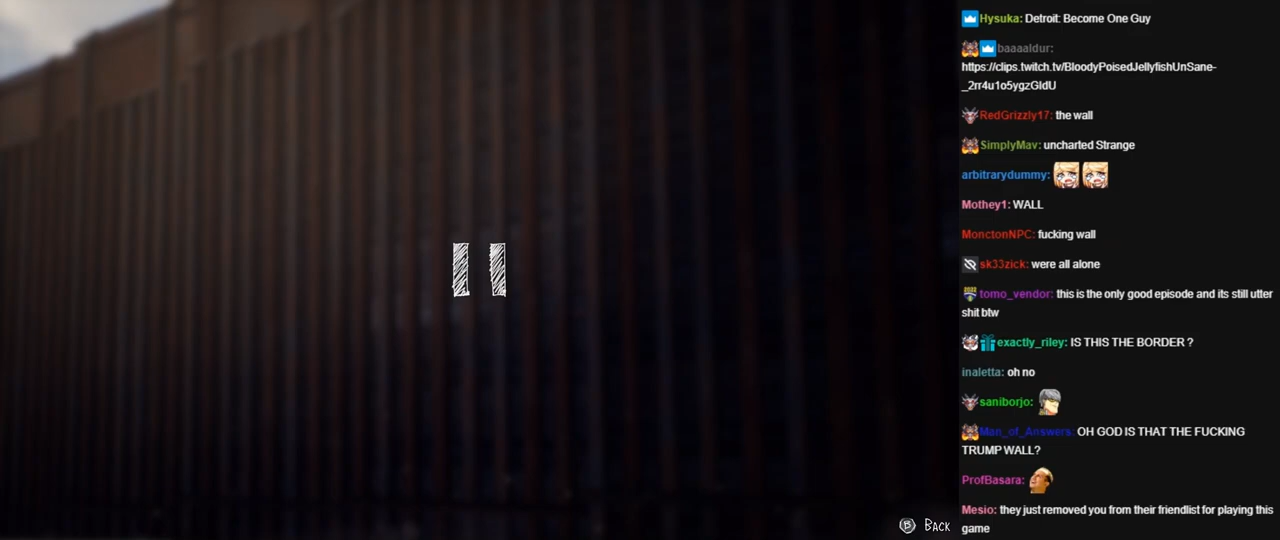 Hysuka: Detroit: Become One Guy
baaaaldur:
https://clips.twitch.tv/BloodyPoisedJellyfishUnSane-
_2rr4u1o5ygzGldU
RedGrizzly17: the wall
SimplyMav: uncharted Strange
arbitrarydummy:
Mothey1: WALL
MonctonNPC: fucking wall
sk33zick: were all alone
tomo_vendor: this is the only good episode and its still utter
shit btw
exactly_riley: IS THIS THE BORDER ?
inaletta: oh no
saniborjo:
Man_of_Answers: OH GOD IS THAT THE FUCKING
TRUMP WALL?
ProfBasara:
Mesio: they just removed you from their friendlist for playing this
game
B BACK